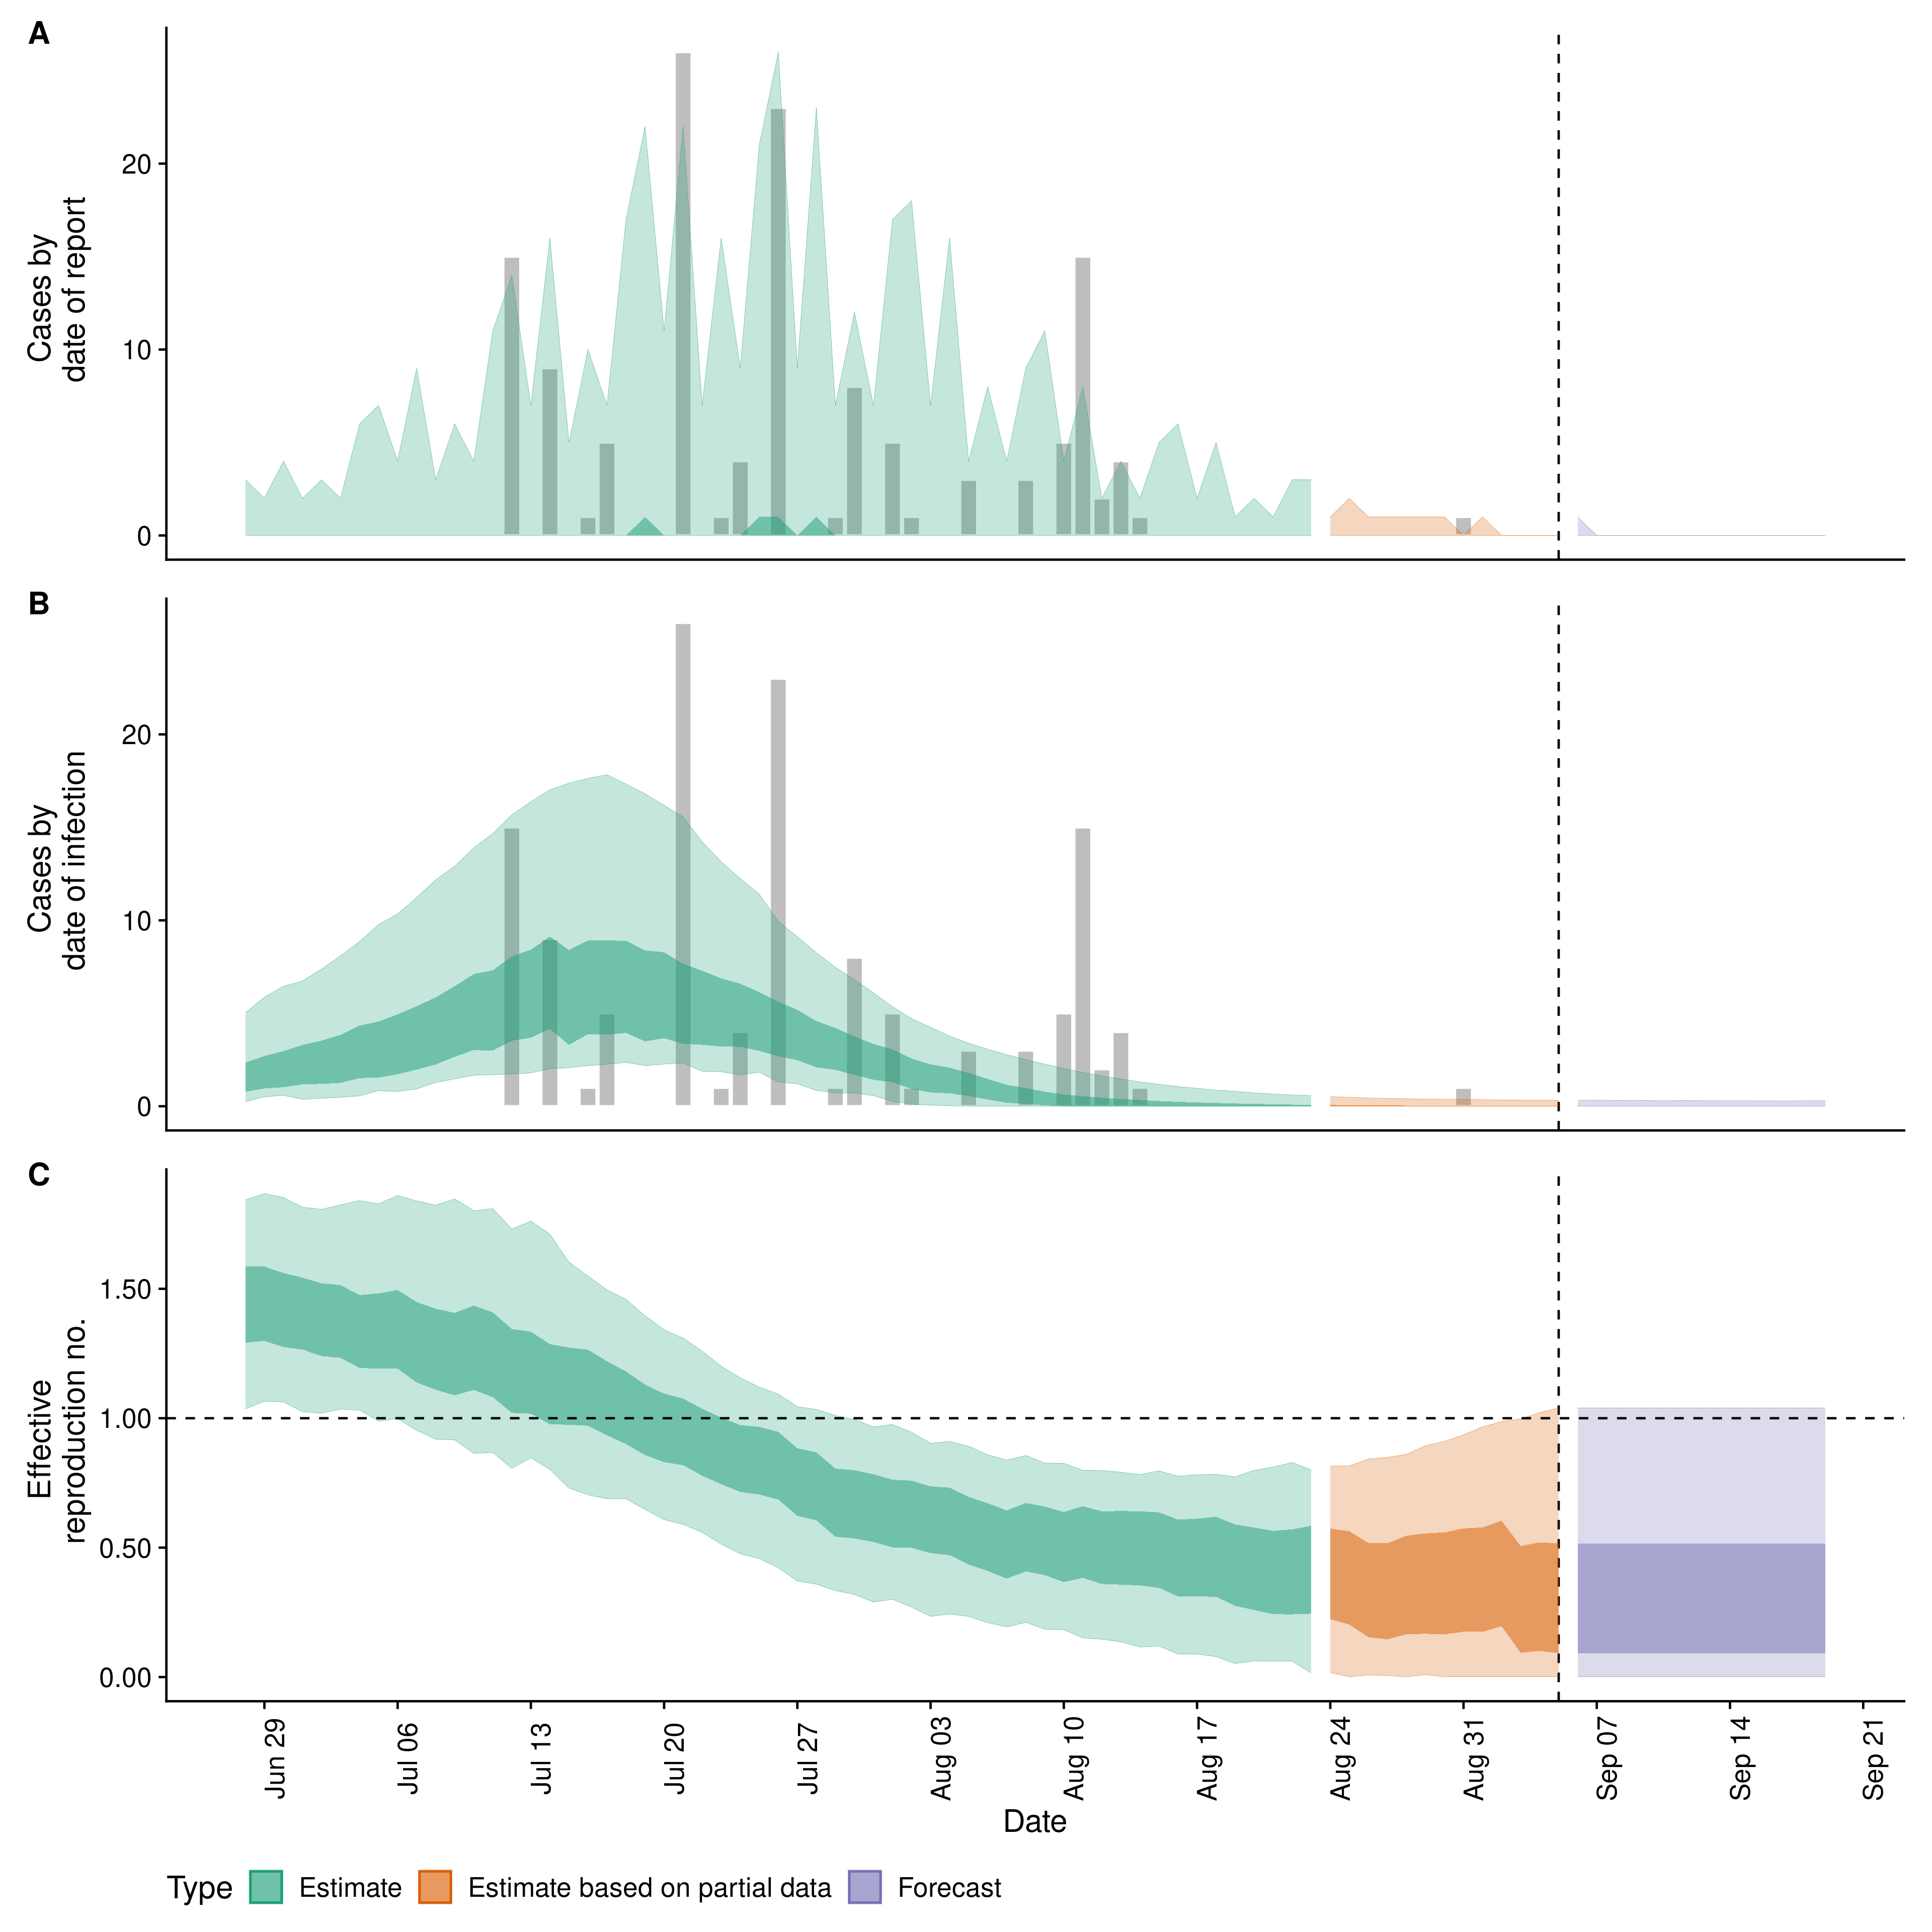 A
Cases by
date of report
20
10
0
B
Cases by
date of infection
20
10
0
C
Effective
reproduction no.
1.50
1.00
0.50
0.00
Jun 29
Jul 06
Jul 13
Jul 20
Jul 27
Aug 03
Aug 10
Aug 17
Aug 24
Aug 31
Sep 07
Sep 14
Sep 21
Date
Type Estimate Estimate based on partial data Forecast